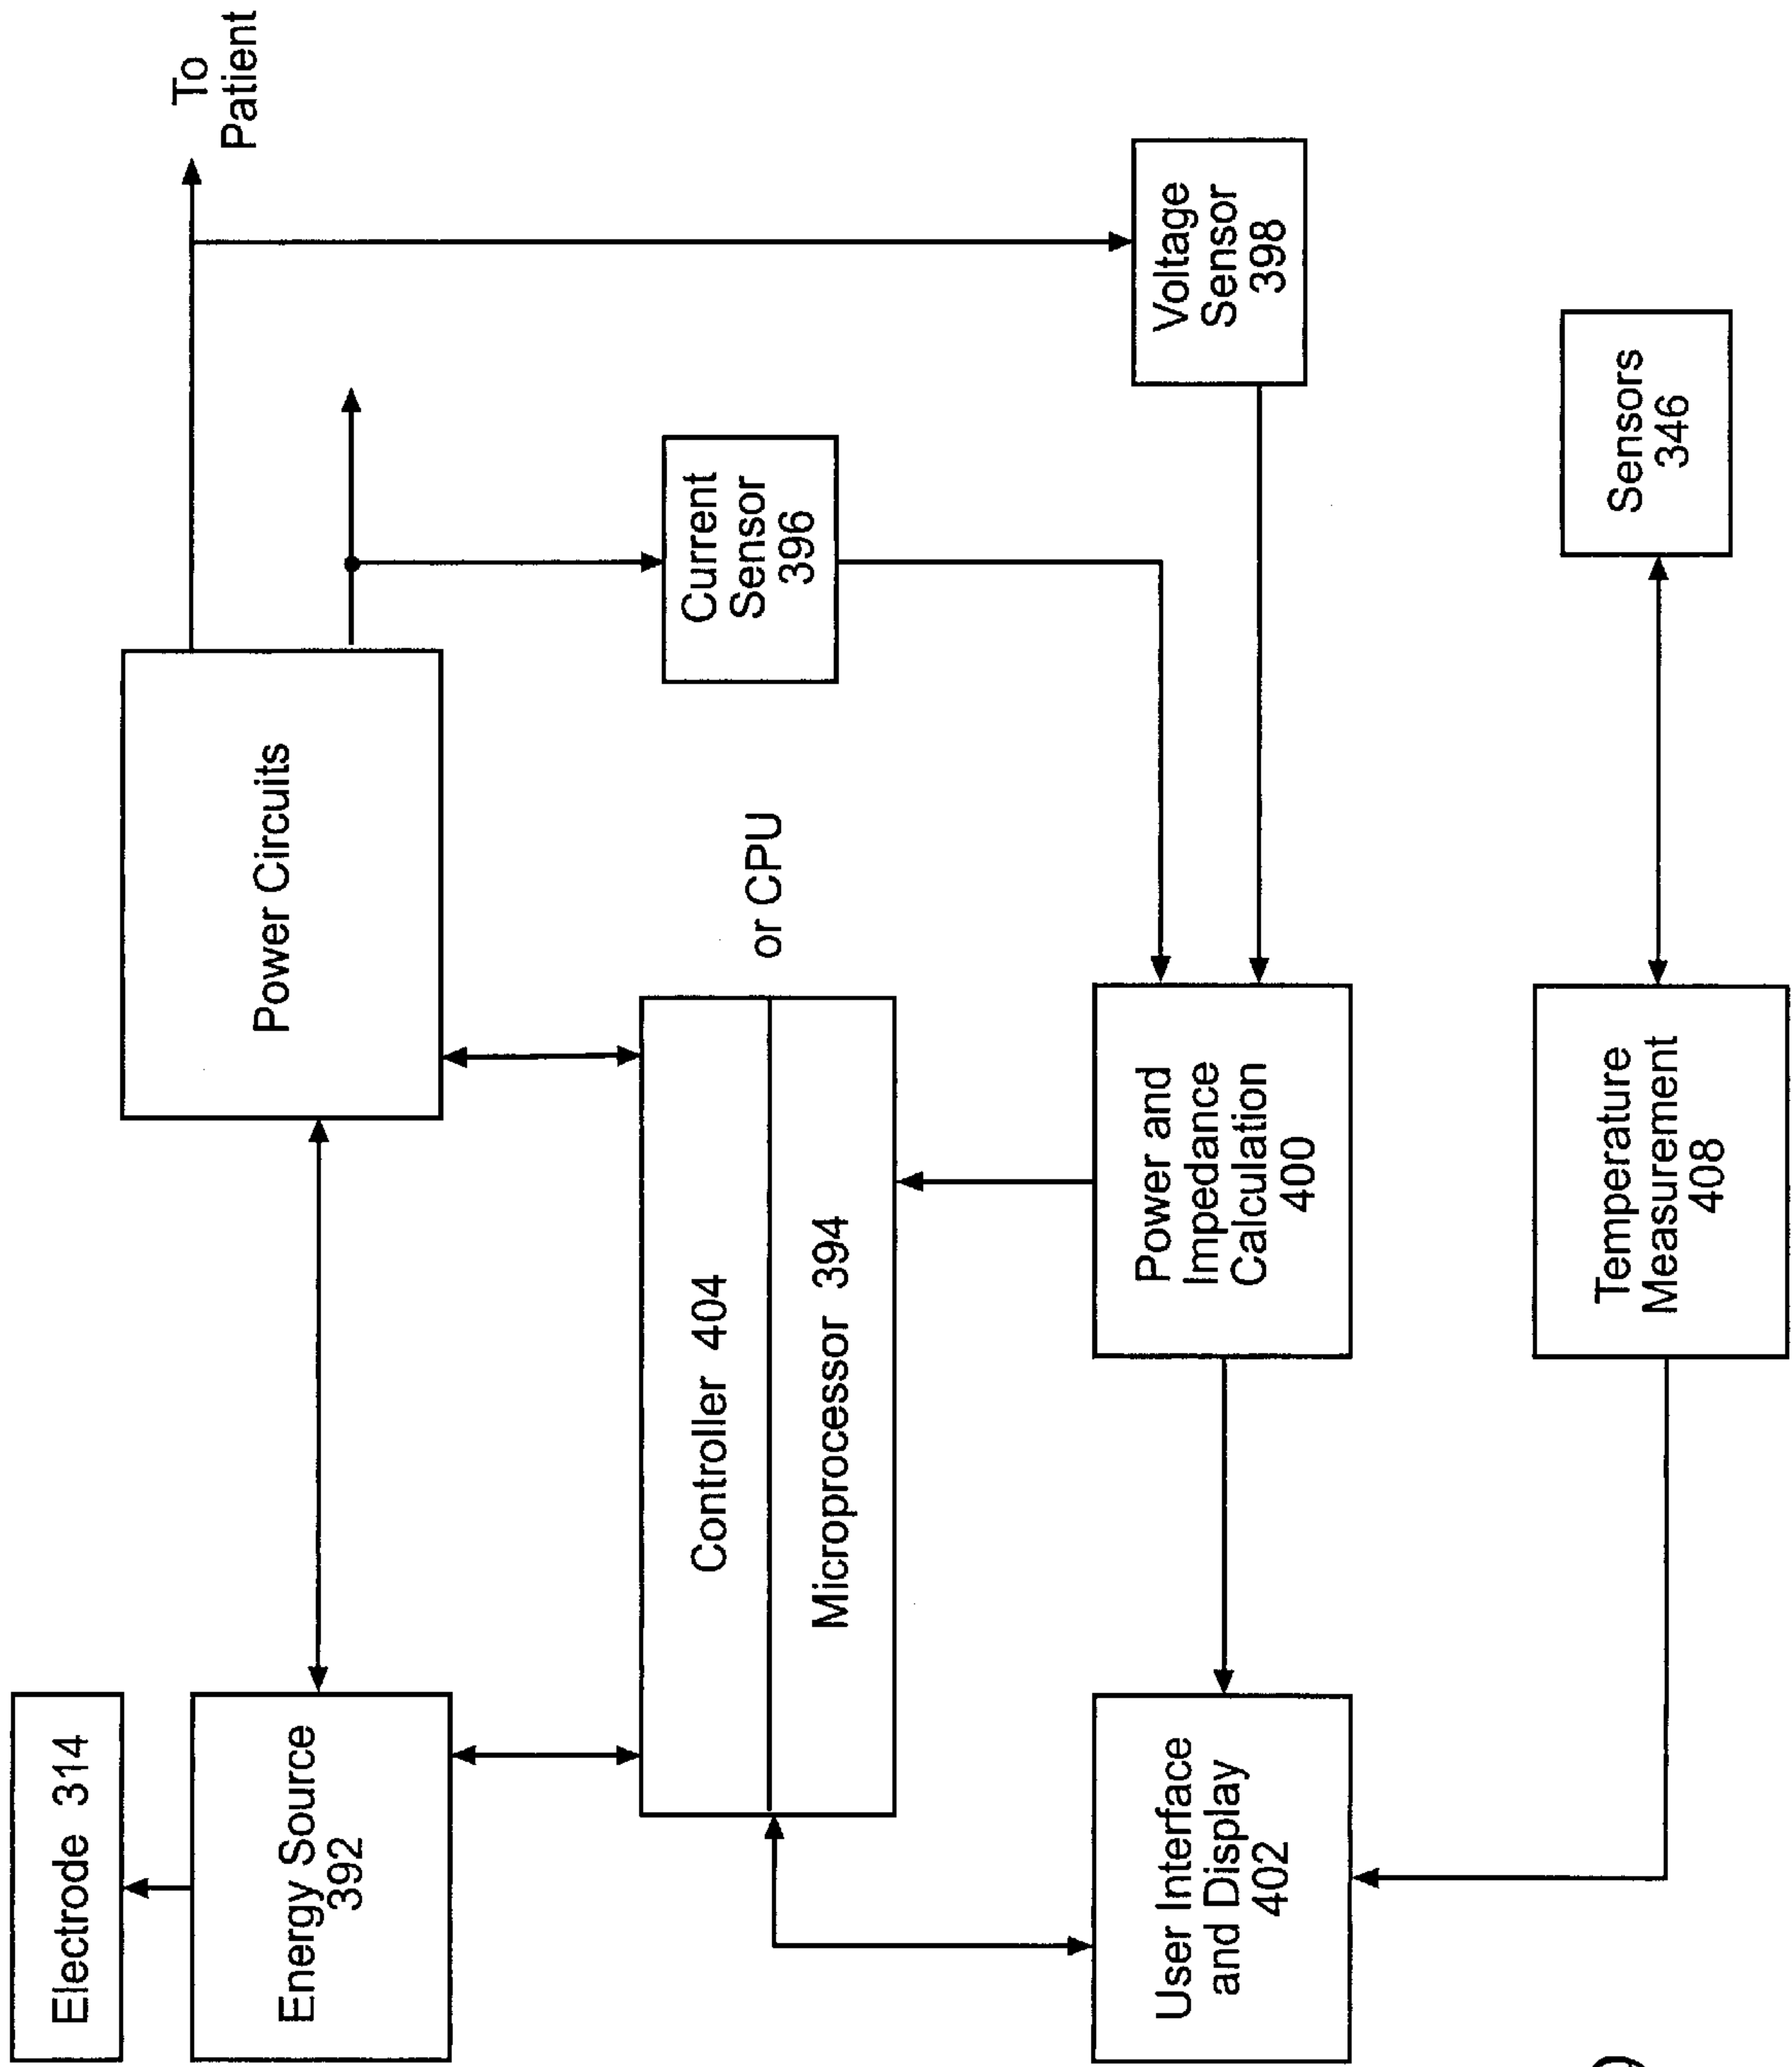 Electrode 314
To
Patient
Energy Source
392
Power Circuits
Controller 404
Microprocessor 394
or CPU
Current
Sensor
396
User Interface
and Display
402
Power and
Impedance
Calculation
400
Voltage
Sensor
398
Temperature
Measurement
408
Sensors
346